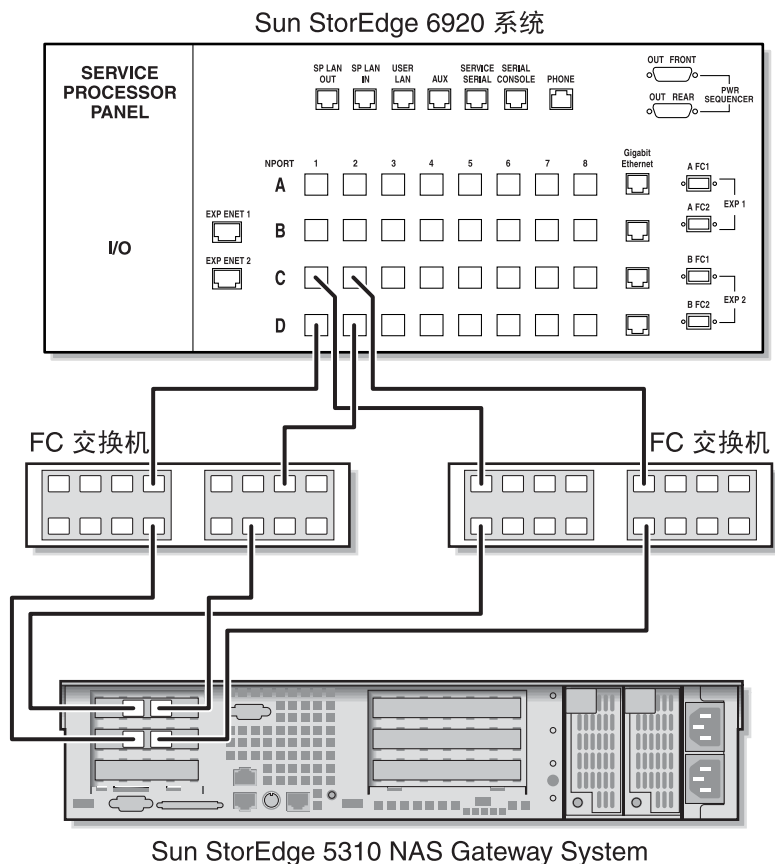 Sun StorEdge 6920 系统
SERVICE
PROCESSOR
PANEL
I/O
SP LAN
OUT
SP LAN
IN
USER
LAN
AUX
SERVICE
SERIAL
SERIAL
CONSOLE
PHONE
OUT FRONT
OUT REAR
PWR
SEQUENCER
NPORT
1
2
3
4
5
6
7
8
Gigabit
Ethernet
A
B
C
D
EXP ENET 1
EXP ENET 2
A FC1
A FC2
EXP 1
B FC1
B FC2
EXP 2
FC 交换机
FC 交换机
Sun StorEdge 5310 NAS Gateway System